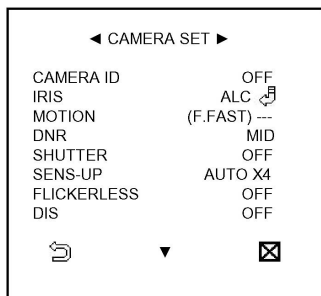 ◄ CAMERA SET ►
CAMERA ID OFF
IRIS ALC
MOTION (F.FAST) ---
DNR MID
SHUTTER OFF
SENS-UP AUTO X4
FLICKERLESS OFF
DIS OFF